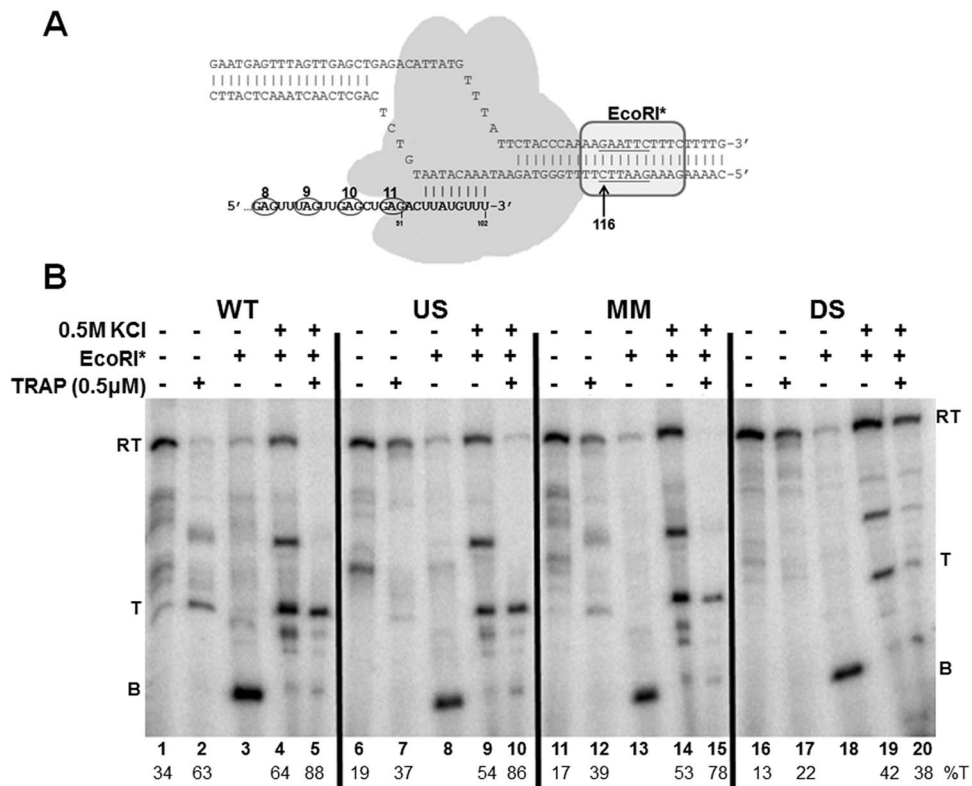 A
GAATGAGTTTAGTTGAGCTGAGACATTATG
T
T
T
A
TTCTACCCAAAAGAATTCTTTCTTTTG-3′
EcoRI*
CTTACTCAAATCAACTCGAC
T
C
T
G
TAATACAAATAAGATGGGTTTTCTTAAGAAAGAAAAC-5′
8 9 10 11
5′ ...GAGUUUAGUUGAGCUGAGACUUAUGUUU-3′
91 102
116
B
WT US MM DS
0.5M KCl - - - + + - - - + + - - - + + - - - + +
EcoRI* - - + + + - - + + + - - + + + - - + + +
TRAP (0.5µM) - + - - + - + - - + - + - - + - + - - +
RT RT
T T
B B
1 2 3 4 5 6 7 8 9 10 11 12 13 14 15 16 17 18 19 20
34 63 64 88 19 37 54 86 17 39 53 78 13 22 42 38 %T